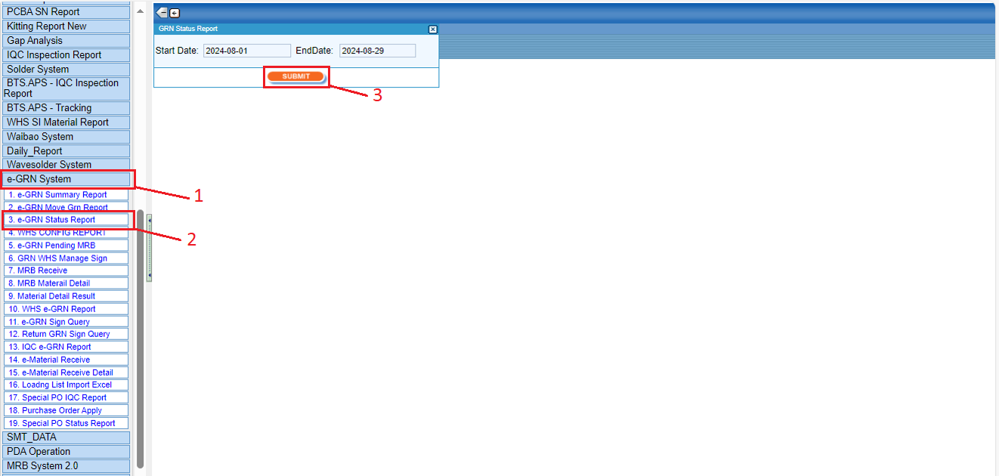 PCBA SN Report
Kitting Report New
Gap Analysis
IQC Inspection Report
Solder System
BTS.APS - IQC Inspection
Report
BTS.APS - Tracking
WHS SI Material Report
Waibao System
Daily_Report
Wavesolder System
e-GRN System
1. e-GRN Summary Report
2. e-GRN Move Grn Report
3. e-GRN Status Report
4. WHS CONFIG REPORT
5. e-GRN Pending MRB
6. GRN WHS Manage Sign
7. MRB Receive
8. MRB Materail Detail
9. Material Detail Result
10. WHS e-GRN Report
11. e-GRN Sign Query
12. Return GRN Sign Query
13. IQC e-GRN Report
14. e-Material Receive
15. e-Material Receive Detail
16. Loadng List Import Excel
17. Special PO IQC Report
18. Purchase Order Apply
19. Special PO Status Report
SMT_DATA
PDA Operation
MRB System 2.0
1
2
GRN Status Report
Start Date: 2024-08-01 EndDate: 2024-08-29
SUBMIT
3